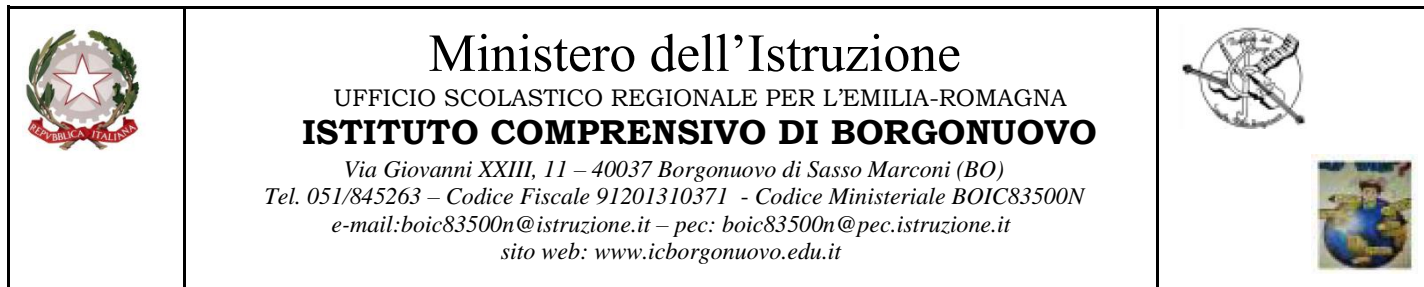 REPVBBLICA ITALIANA
Ministero dell’Istruzione
UFFICIO SCOLASTICO REGIONALE PER L’EMILIA-ROMAGNA
ISTITUTO COMPRENSIVO DI BORGONUOVO
Via Giovanni XXIII, 11 – 40037 Borgonuovo di Sasso Marconi (BO)
Tel. 051/845263 – Codice Fiscale 91201310371 - Codice Ministeriale BOIC83500N
e-mail:boic83500n@istruzione.it – pec: boic83500n@pec.istruzione.it
sito web: www.icborgonuovo.edu.it